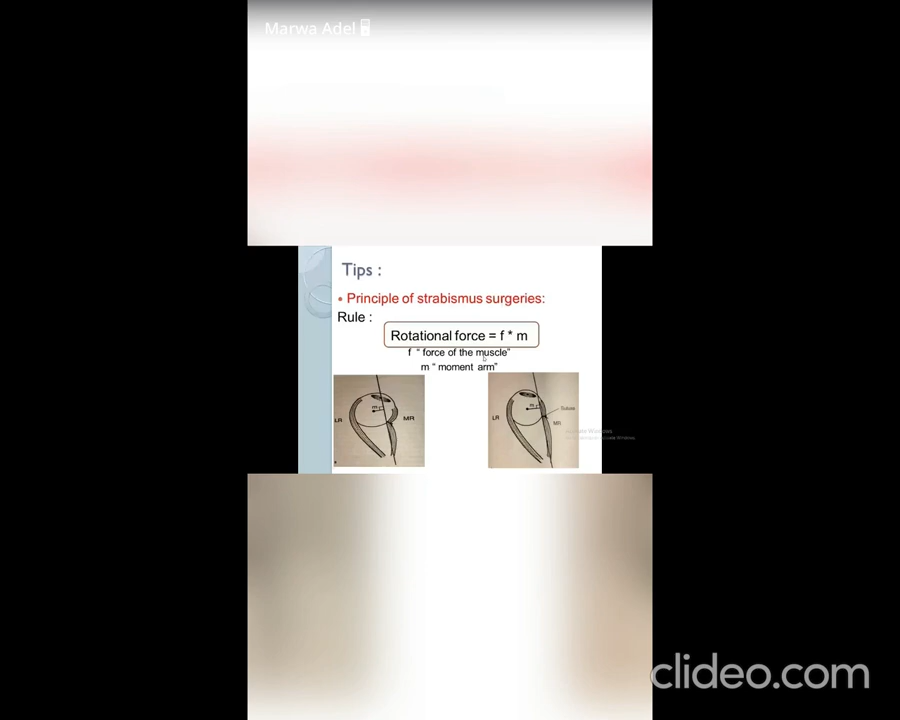 Marwa Adel
Tips :
Principle of strabismus surgeries:
Rule :
Rotational force = f * m
f " force of the muscle"
m " moment arm"
m
LR
MR
m
Suture
LR
MR
clideo.com